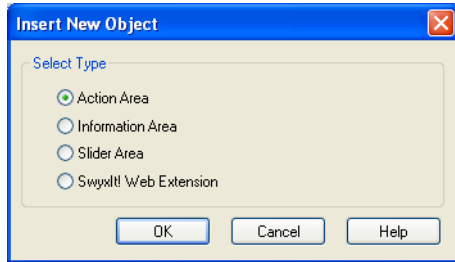 Insert New Object
Select Type
Action Area
Information Area
Slider Area
SwyxIt! Web Extension
OK Cancel Help